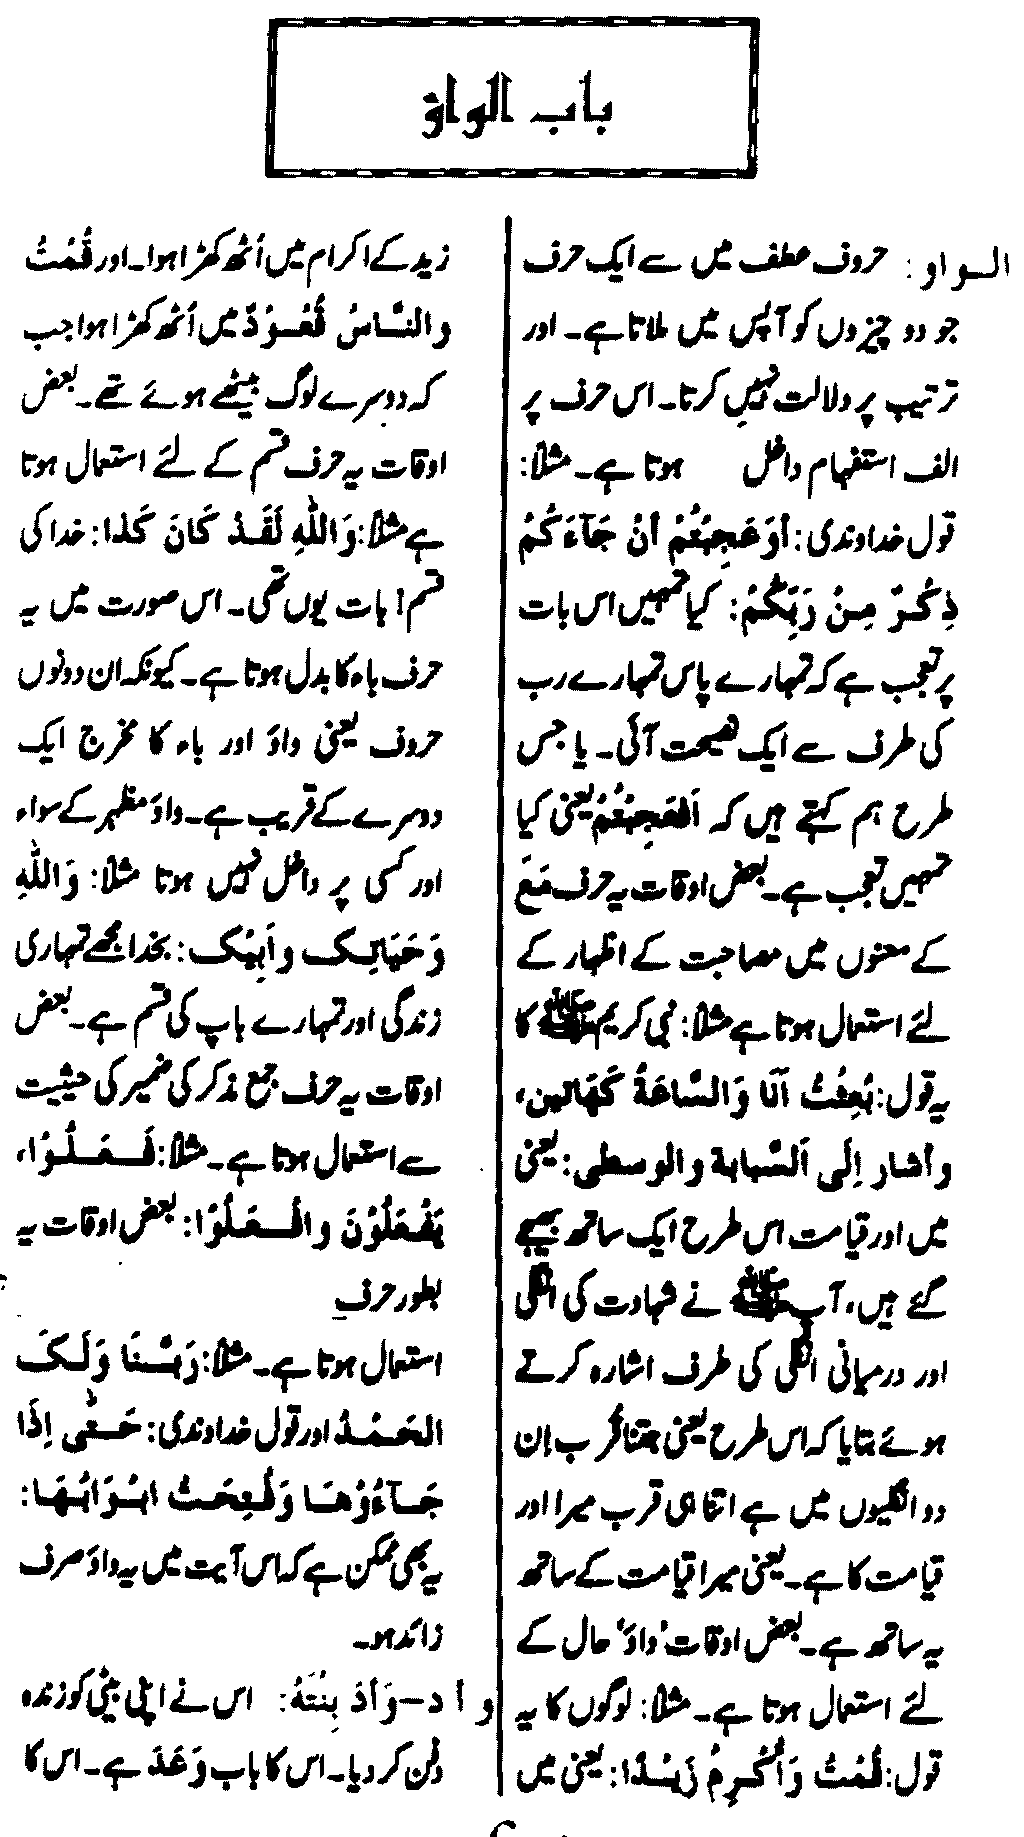 باب الواؤ
الـواو: حروف عطف میں سے ایک حرف
جو دو چیزوں کو آپس میں ملاتا ہے۔ اور
ترتیب پر دلالت نہیں کرتا۔ اس حرف پر
الف استفہام داخل ہوتا ہے۔ مثلاً:
قول خداوندی: أَوَعَجِبْتُمْ أَنْ جَآءَكُمْ
ذِكْرٌ مِنْ رَبِّكُمْ: کیا تمہیں اس بات
پر تعجب ہے کہ تمہارے پاس تمہارے رب
کی طرف سے ایک نصیحت آئی۔ یا جس
طرح ہم کہتے ہیں کہ اَفَعَجِبْتُمْ یعنی کیا
تمہیں تعجب ہے۔ بعض اوقات یہ حرف مَعَ
کے معنوں میں مصاحبت کے اظہار کے
لئے استعمال ہوتا ہے مثلاً: نبی کریم ﷺ کا
یہ قول: بُعِثْتُ اَنَا وَالسَّاعَةُ كَهَاتين،
وأشار اِلَى اَلسَّبابة والوسطى: یعنی
میں اور قیامت اس طرح ایک ساتھ بھیجے
گئے ہیں، آپ ﷺ نے شہادت کی انگلی
اور درمیانی انگلی کی طرف اشارہ کرتے
ہوئے بتایا کہ اس طرح یعنی جتنا قُرب اِن
دو انگلیوں میں ہے اتنا ہی قرب میرا اور
قیامت کا ہے۔ یعنی میرا قیامت کے ساتھ
یہ ساتھ ہے۔ بعض اوقات 'واؤ' حال کے
لئے استعمال ہوتا ہے۔ مثلاً: لوگوں کا یہ
قول: قُمْتُ وَأُكْرِمُ زَيْدًا: یعنی میں
زید کے اکرام میں اُٹھ کھڑا ہوا۔ اور قُمْتُ
والنَّاسُ قُعُوْدٌ میں اُٹھ کھڑا ہوا جب
کہ دوسرے لوگ بیٹھے ہوئے تھے۔ بعض
اوقات یہ حرف قسم کے لئے استعمال ہوتا
ہے مثلاً: وَاللّٰهِ لَقَدْ كَانَ كَذا: خدا کی
قسم! بات یوں تھی۔ اس صورت میں یہ
حرف باء کا بدل ہوتا ہے۔ کیونکہ ان دونوں
حروف یعنی واؤ اور باء کا مخرج ایک
دوسرے کے قریب ہے۔ واؤ مظہر کے سواء
اور کسی پر داخل نہیں ہوتا مثلاً: وَاللّٰهِ
وَحَيَاتِك وأَبِيْك: بخدا مجھے تمہاری
زندگی اور تمہارے باپ کی قسم ہے۔ بعض
اوقات یہ حرف جمع مذکر کی ضمیر کی حیثیت
سے استعمال ہوتا ہے۔ مثلاً: فَعَلُوْا،
يَفْعَلُوْنَ وافْعَلُوْا: بعض اوقات یہ
بطور حرف
استعمال ہوتا ہے۔ مثلاً: رَبَّنَا وَلَكَ
الحَمْدُ اور قول خداوندی: حَتّٰى اِذَا
جَآءُوْهَا وَفُتِحَتْ ابْوَابُهَا:
یہ بھی ممکن ہے کہ اس آیت میں یہ واؤ صرف
زائد ہو۔
و أ د—وَأَدَ بِنْتَهُ: اس نے اپنی بیٹی کو زندہ
دفن کر دیا۔ اس کا باب وَعَدَ ہے۔ اس کا